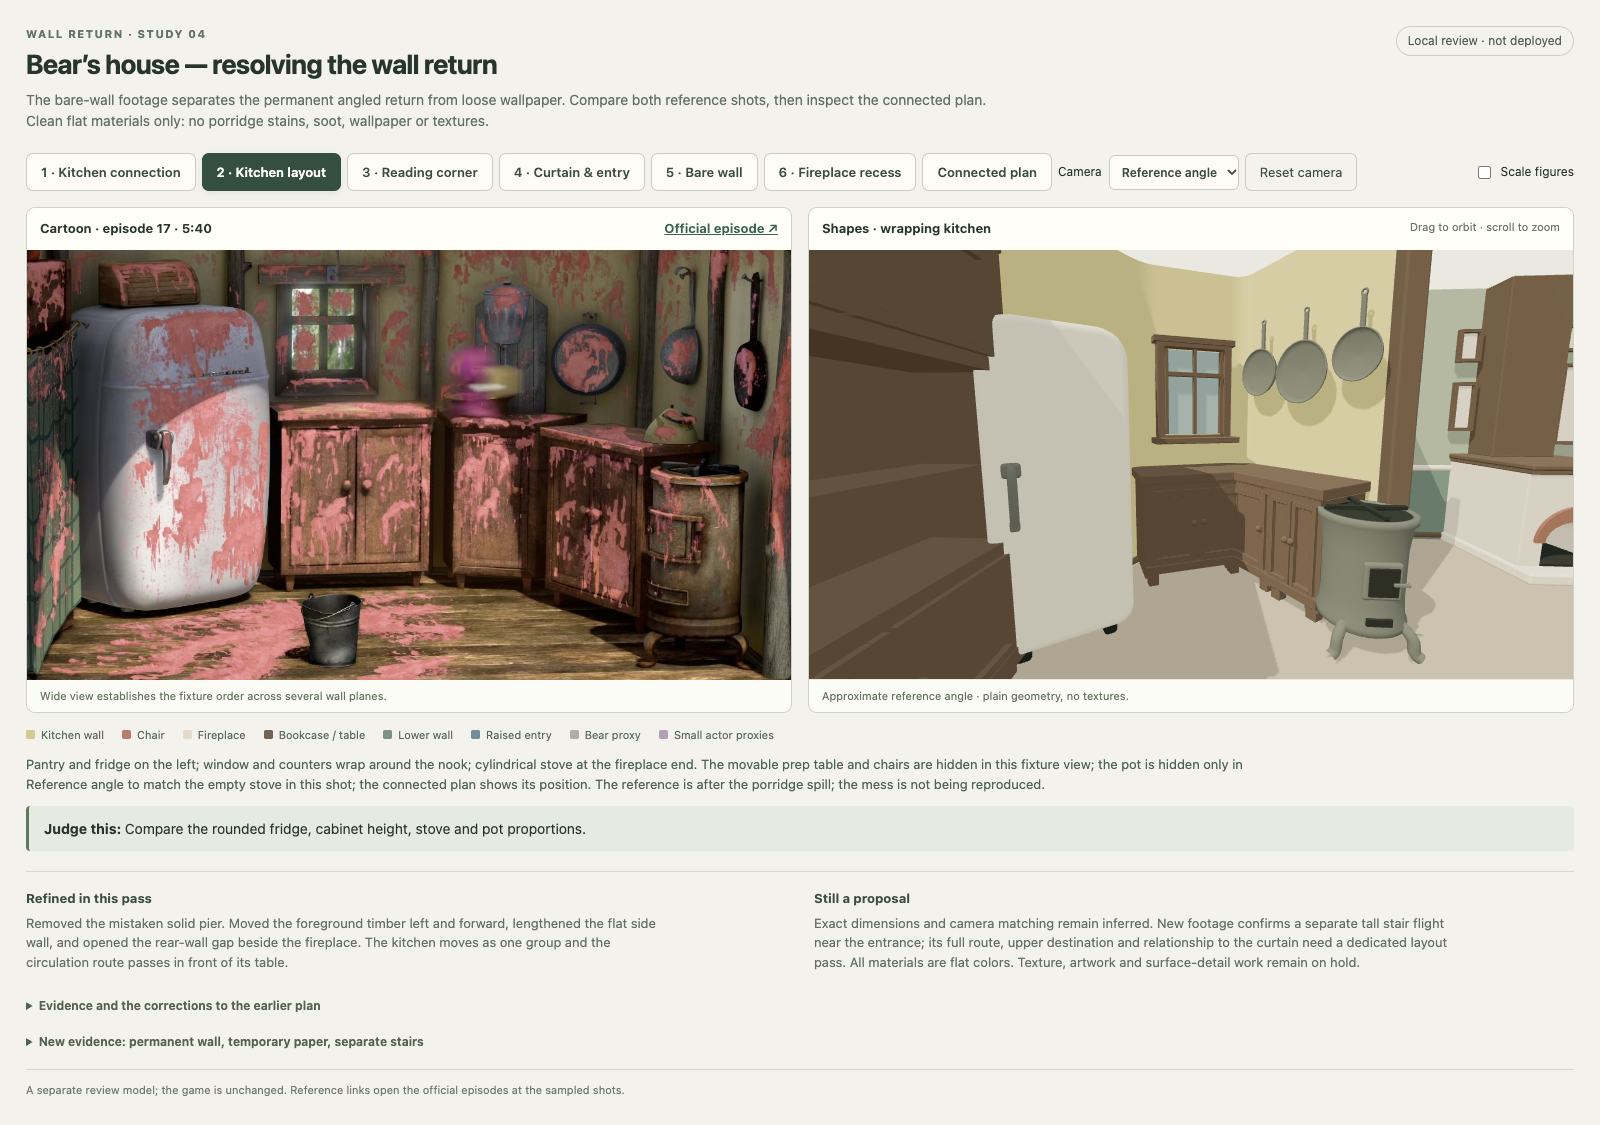 WALL RETURN · STUDY 04
Local review · not deployed
Bear’s house — resolving the wall return
The bare-wall footage separates the permanent angled return from loose wallpaper. Compare both reference shots, then inspect the connected plan.
Clean flat materials only: no porridge stains, soot, wallpaper or textures.
1 · Kitchen connection
2 · Kitchen layout
3 · Reading corner
4 · Curtain & entry
5 · Bare wall
6 · Fireplace recess
Connected plan
Camera
Reference angle
Reset camera
Scale figures
Cartoon · episode 17 · 5:40
Official episode ↗
Shapes · wrapping kitchen
Drag to orbit · scroll to zoom
Wide view establishes the fixture order across several wall planes.
Approximate reference angle · plain geometry, no textures.
Kitchen wall
Chair
Fireplace
Bookcase / table
Lower wall
Raised entry
Bear proxy
Small actor proxies
Pantry and fridge on the left; window and counters wrap around the nook; cylindrical stove at the fireplace end. The movable prep table and chairs are hidden in this fixture view; the pot is hidden only in
Reference angle to match the empty stove in this shot; the connected plan shows its position. The reference is after the porridge spill; the mess is not being reproduced.
Judge this: Compare the rounded fridge, cabinet height, stove and pot proportions.
Refined in this pass
Removed the mistaken solid pier. Moved the foreground timber left and forward, lengthened the flat side
wall, and opened the rear-wall gap beside the fireplace. The kitchen moves as one group and the
circulation route passes in front of its table.
Still a proposal
Exact dimensions and camera matching remain inferred. New footage confirms a separate tall stair flight
near the entrance; its full route, upper destination and relationship to the curtain need a dedicated layout
pass. All materials are flat colors. Texture, artwork and surface-detail work remain on hold.
▶ Evidence and the corrections to the earlier plan
▶ New evidence: permanent wall, temporary paper, separate stairs
A separate review model; the game is unchanged. Reference links open the official episodes at the sampled shots.